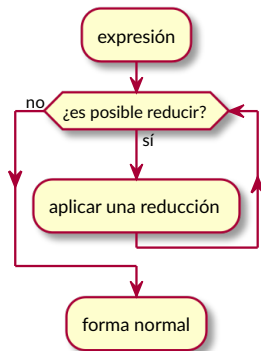 expresión
no
¿es posible reducir?
sí
aplicar una reducción
forma normal